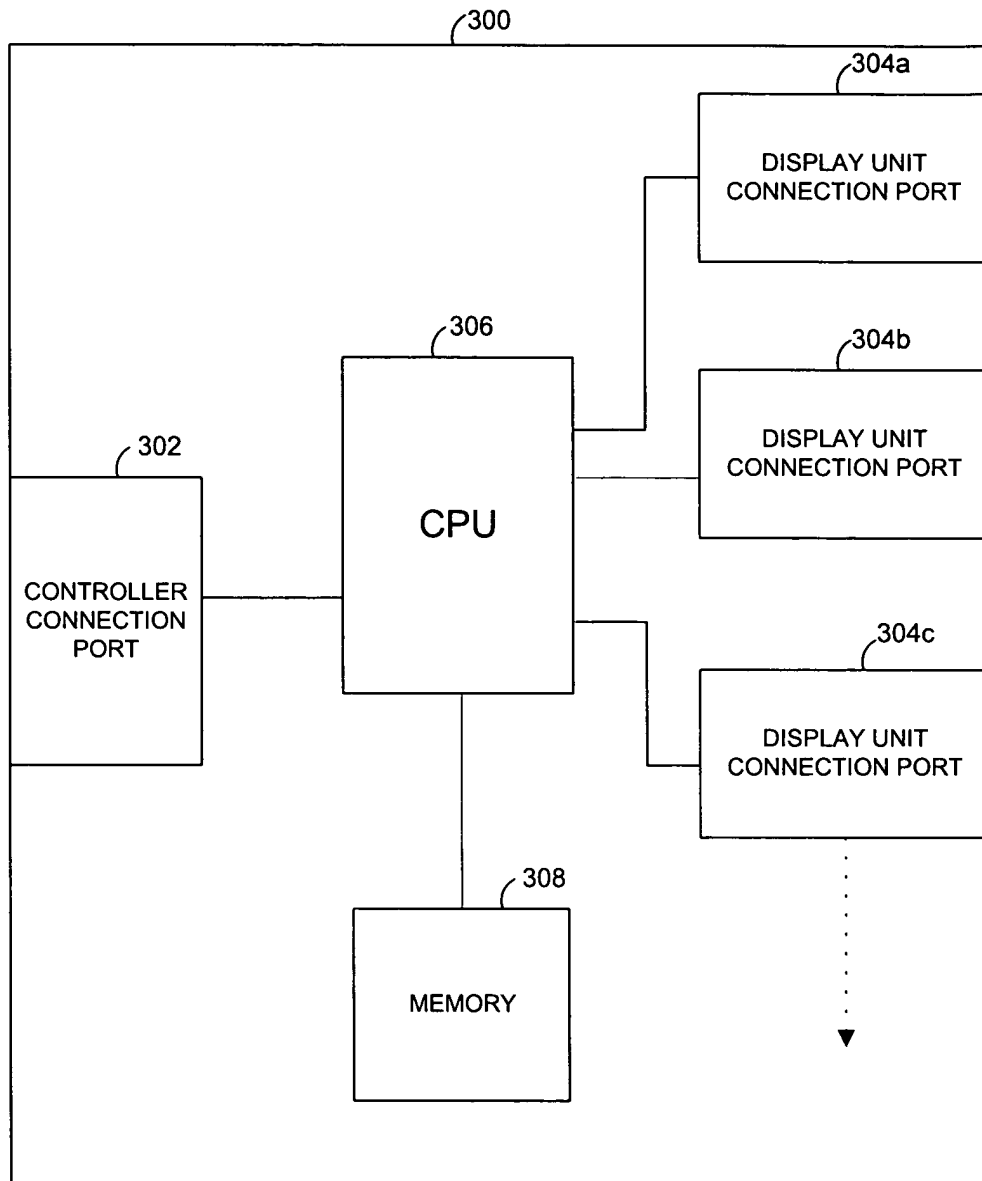 300
304a
DISPLAY UNIT
CONNECTION PORT
306
304b
DISPLAY UNIT
CONNECTION PORT
302
CPU
CONTROLLER
CONNECTION
PORT
304c
DISPLAY UNIT
CONNECTION PORT
308
MEMORY